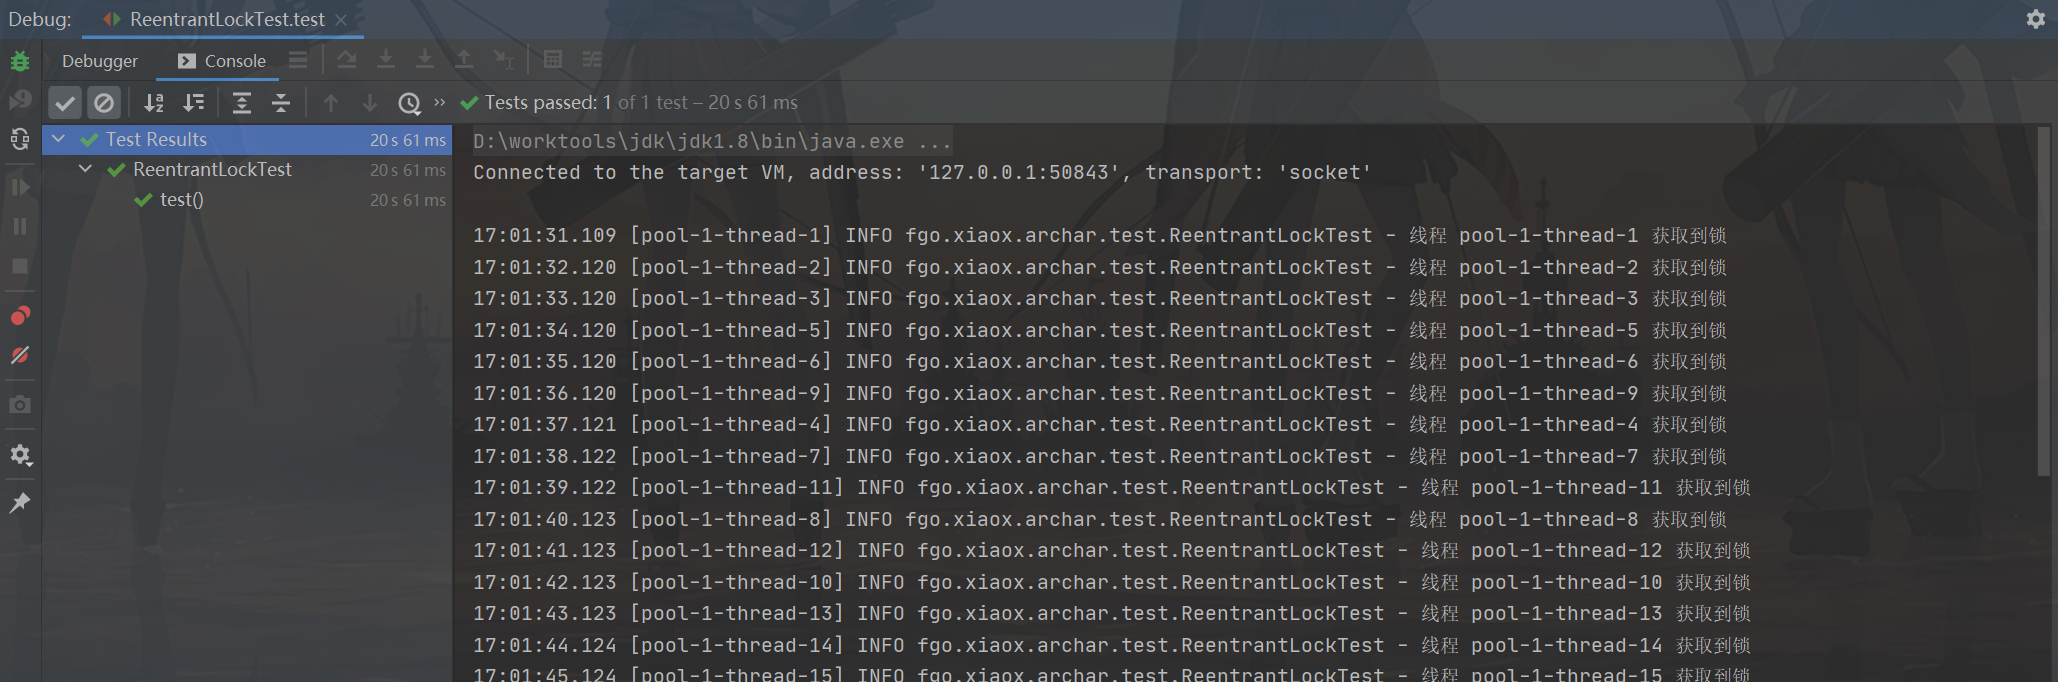 Debug: ReentrantLockTest.test
Debugger Console
Tests passed: 1 of 1 test – 20 s 61 ms
Test Results 20 s 61 ms
ReentrantLockTest 20 s 61 ms
test() 20 s 61 ms
D:\worktools\jdk\jdk1.8\bin\java.exe ...
Connected to the target VM, address: '127.0.0.1:50843', transport: 'socket'
17:01:31.109 [pool-1-thread-1] INFO fgo.xiaox.archar.test.ReentrantLockTest - 线程 pool-1-thread-1 获取到锁
17:01:32.120 [pool-1-thread-2] INFO fgo.xiaox.archar.test.ReentrantLockTest - 线程 pool-1-thread-2 获取到锁
17:01:33.120 [pool-1-thread-3] INFO fgo.xiaox.archar.test.ReentrantLockTest - 线程 pool-1-thread-3 获取到锁
17:01:34.120 [pool-1-thread-5] INFO fgo.xiaox.archar.test.ReentrantLockTest - 线程 pool-1-thread-5 获取到锁
17:01:35.120 [pool-1-thread-6] INFO fgo.xiaox.archar.test.ReentrantLockTest - 线程 pool-1-thread-6 获取到锁
17:01:36.120 [pool-1-thread-9] INFO fgo.xiaox.archar.test.ReentrantLockTest - 线程 pool-1-thread-9 获取到锁
17:01:37.121 [pool-1-thread-4] INFO fgo.xiaox.archar.test.ReentrantLockTest - 线程 pool-1-thread-4 获取到锁
17:01:38.122 [pool-1-thread-7] INFO fgo.xiaox.archar.test.ReentrantLockTest - 线程 pool-1-thread-7 获取到锁
17:01:39.122 [pool-1-thread-11] INFO fgo.xiaox.archar.test.ReentrantLockTest - 线程 pool-1-thread-11 获取到锁
17:01:40.123 [pool-1-thread-8] INFO fgo.xiaox.archar.test.ReentrantLockTest - 线程 pool-1-thread-8 获取到锁
17:01:41.123 [pool-1-thread-12] INFO fgo.xiaox.archar.test.ReentrantLockTest - 线程 pool-1-thread-12 获取到锁
17:01:42.123 [pool-1-thread-10] INFO fgo.xiaox.archar.test.ReentrantLockTest - 线程 pool-1-thread-10 获取到锁
17:01:43.123 [pool-1-thread-13] INFO fgo.xiaox.archar.test.ReentrantLockTest - 线程 pool-1-thread-13 获取到锁
17:01:44.124 [pool-1-thread-14] INFO fgo.xiaox.archar.test.ReentrantLockTest - 线程 pool-1-thread-14 获取到锁
17:01:45.124 [pool-1-thread-15] INFO fgo.xiaox.archar.test.ReentrantLockTest - 线程 pool-1-thread-15 获取到锁